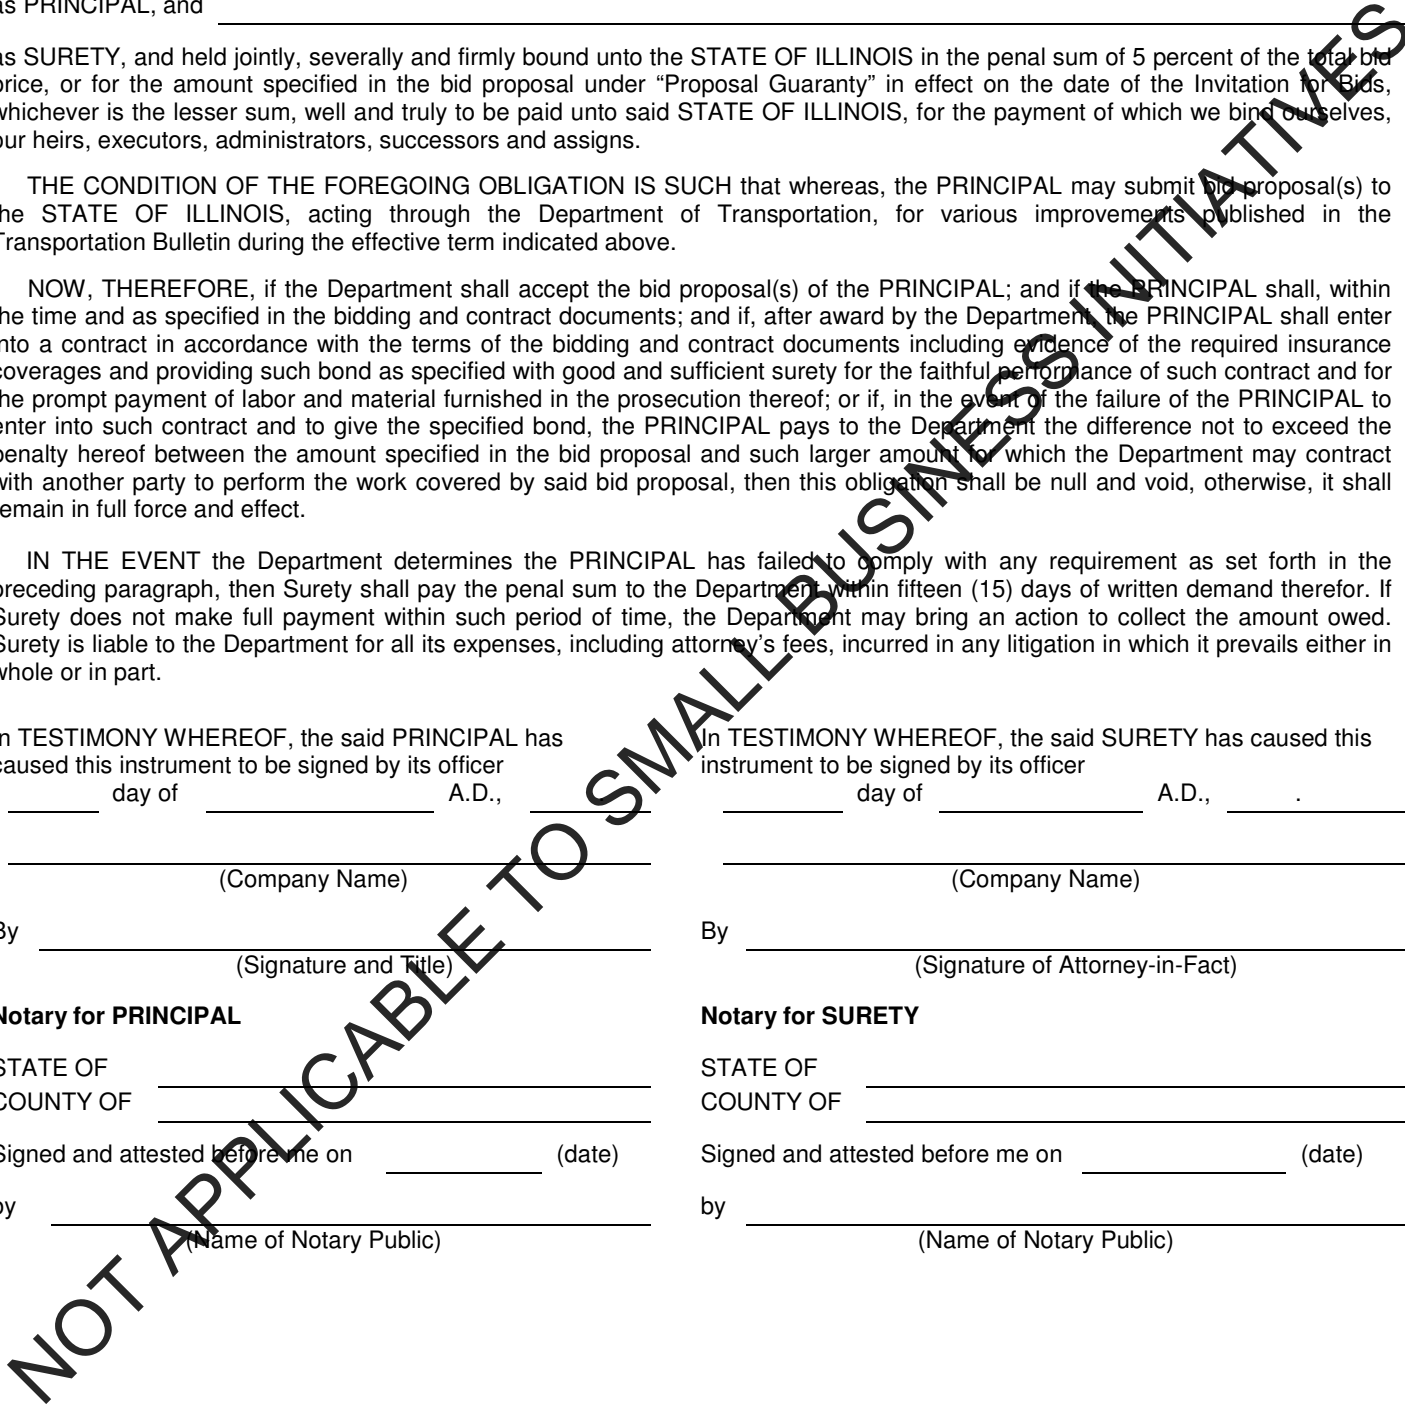 as PRINCIPAL, and
as SURETY, and held jointly, severally and firmly bound unto the STATE OF ILLINOIS in the penal sum of 5 percent of the total bid
price, or for the amount specified in the bid proposal under “Proposal Guaranty” in effect on the date of the Invitation for Bids,
whichever is the lesser sum, well and truly to be paid unto said STATE OF ILLINOIS, for the payment of which we bind ourselves,
our heirs, executors, administrators, successors and assigns.
THE CONDITION OF THE FOREGOING OBLIGATION IS SUCH that whereas, the PRINCIPAL may submit bid proposal(s) to
the STATE OF ILLINOIS, acting through the Department of Transportation, for various improvements published in the
Transportation Bulletin during the effective term indicated above.
NOW, THEREFORE, if the Department shall accept the bid proposal(s) of the PRINCIPAL; and if the PRINCIPAL shall, within
the time and as specified in the bidding and contract documents; and if, after award by the Department, the PRINCIPAL shall enter
into a contract in accordance with the terms of the bidding and contract documents including evidence of the required insurance
coverages and providing such bond as specified with good and sufficient surety for the faithful performance of such contract and for
the prompt payment of labor and material furnished in the prosecution thereof; or if, in the event of the failure of the PRINCIPAL to
enter into such contract and to give the specified bond, the PRINCIPAL pays to the Department the difference not to exceed the
penalty hereof between the amount specified in the bid proposal and such larger amount for which the Department may contract
with another party to perform the work covered by said bid proposal, then this obligation shall be null and void, otherwise, it shall
remain in full force and effect.
IN THE EVENT the Department determines the PRINCIPAL has failed to comply with any requirement as set forth in the
preceding paragraph, then Surety shall pay the penal sum to the Department within fifteen (15) days of written demand therefor. If
Surety does not make full payment within such period of time, the Department may bring an action to collect the amount owed.
Surety is liable to the Department for all its expenses, including attorney’s fees, incurred in any litigation in which it prevails either in
whole or in part.
In TESTIMONY WHEREOF, the said PRINCIPAL has
caused this instrument to be signed by its officer
day of A.D., .
(Company Name)
By
(Signature and Title)
Notary for PRINCIPAL
STATE OF
COUNTY OF
Signed and attested before me on (date)
by
(Name of Notary Public)
In TESTIMONY WHEREOF, the said SURETY has caused this
instrument to be signed by its officer
day of A.D., .
(Company Name)
By
(Signature of Attorney-in-Fact)
Notary for SURETY
STATE OF
COUNTY OF
Signed and attested before me on (date)
by
(Name of Notary Public)
NOT APPLICABLE TO SMALL BUSINESS INITIATIVES